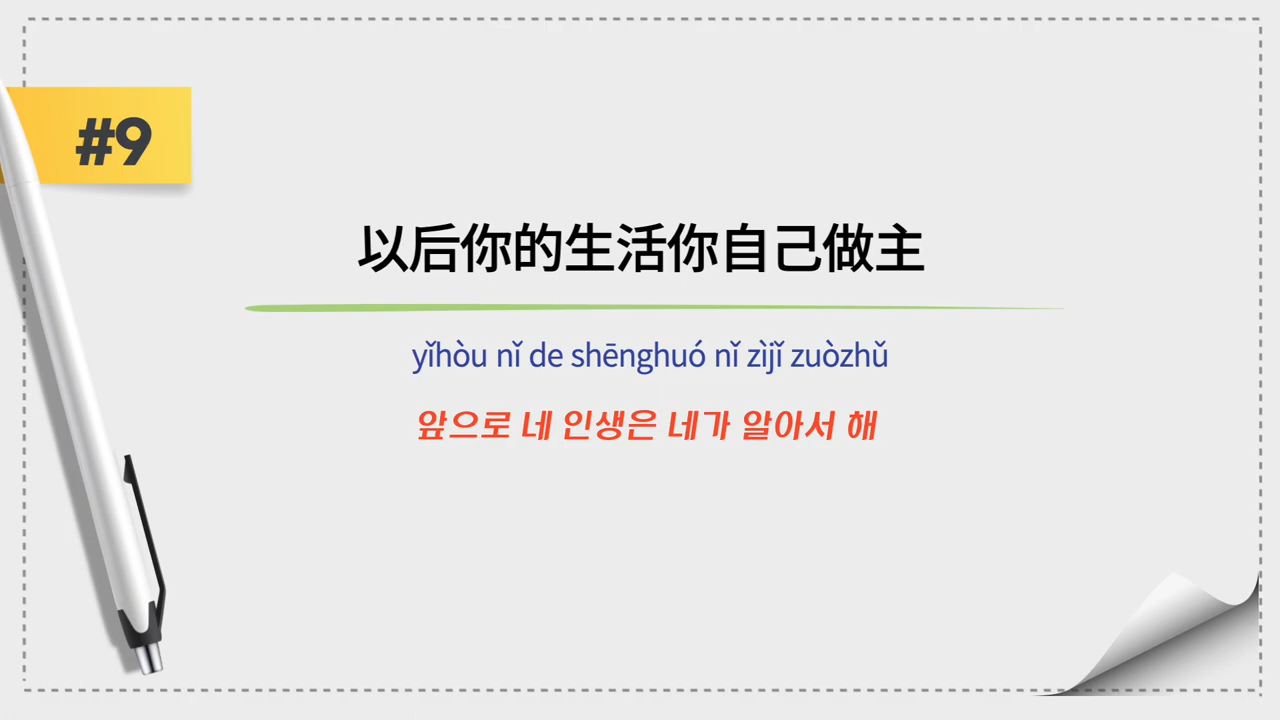 #9
以后你的生活你自己做主
yǐhòu nǐ de shēnghuó nǐ zìjǐ zuòzhǔ
앞으로 네 인생은 네가 알아서 해